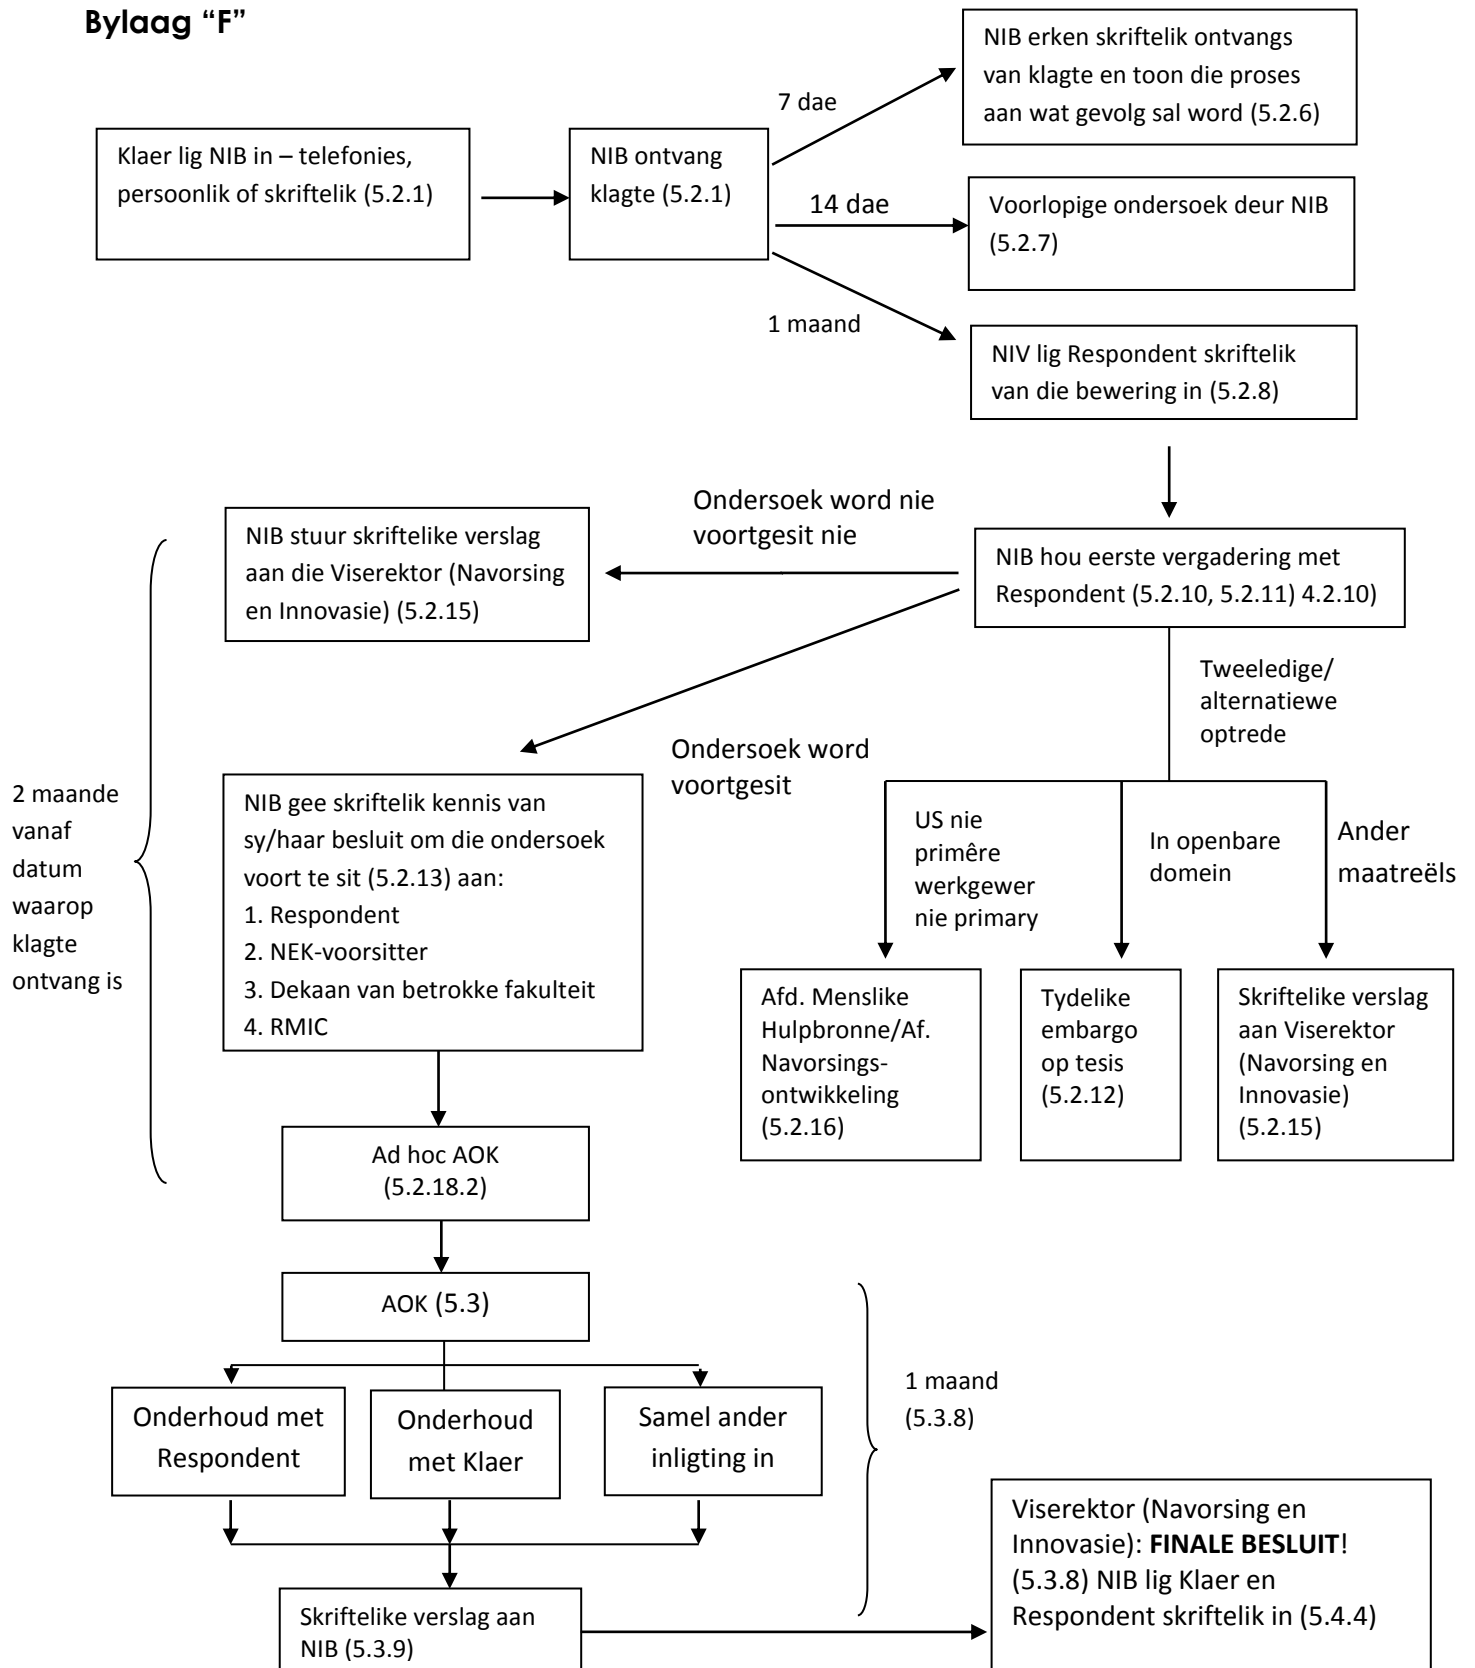 Bylaag “F”
NIB erken skriftelik ontvangs
van klagte en toon die proses
aan wat gevolg sal word (5.2.6)
7 dae
Klaer lig NIB in – telefonies,
persoonlik of skriftelik (5.2.1)
NIB ontvang
klagte (5.2.1)
14 dae
Voorlopige ondersoek deur NIB
(5.2.7)
1 maand
NIV lig Respondent skriftelik
van die bewering in (5.2.8)
Ondersoek word nie
voortgesit nie
NIB stuur skriftelike verslag
aan die Viserektor (Navorsing
en Innovasie) (5.2.15)
NIB hou eerste vergadering met
Respondent (5.2.10, 5.2.11) 4.2.10)
Tweeledige/
alternatiewe
optrede
Ondersoek word
voortgesit
2 maande
vanaf
datum
waarop
klagte
ontvang is
NIB gee skriftelik kennis van
sy/haar besluit om die ondersoek
voort te sit (5.2.13) aan:
1. Respondent
2. NEK-voorsitter
3. Dekaan van betrokke fakulteit
4. RMIC
US nie
primêre
werkgewer
nie primary
In openbare
domein
Ander
maatreëls
Afd. Menslike
Hulpbronne/Af.
Navorsings-
ontwikkeling
(5.2.16)
Tydelike
embargo
op tesis
(5.2.12)
Skriftelike verslag
aan Viserektor
(Navorsing en
Innovasie)
(5.2.15)
Ad hoc AOK
(5.2.18.2)
AOK (5.3)
Onderhoud met
Respondent
Onderhoud
met Klaer
Samel ander
inligting in
1 maand
(5.3.8)
Skriftelike verslag aan
NIB (5.3.9)
Viserektor (Navorsing en
Innovasie): FINALE BESLUIT!
(5.3.8) NIB lig Klaer en
Respondent skriftelik in (5.4.4)